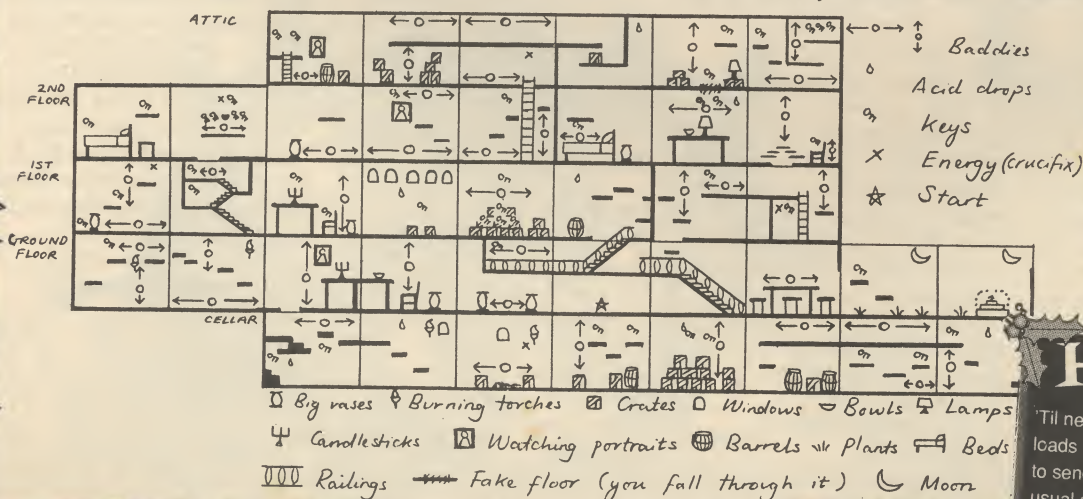 ATTIC
2ND
FLOOR
1ST
FLOOR
GROUND
FLOOR
CELLAR
Baddies
Acid drops
Keys
Energy (crucifix)
Start
Big vases Burning torches Crates Windows Bowls Lamps
Candlesticks Watching portraits Barrels Plants Beds
Railings Fake floor (you fall through it) Moon
'Til ne
loads
to sen